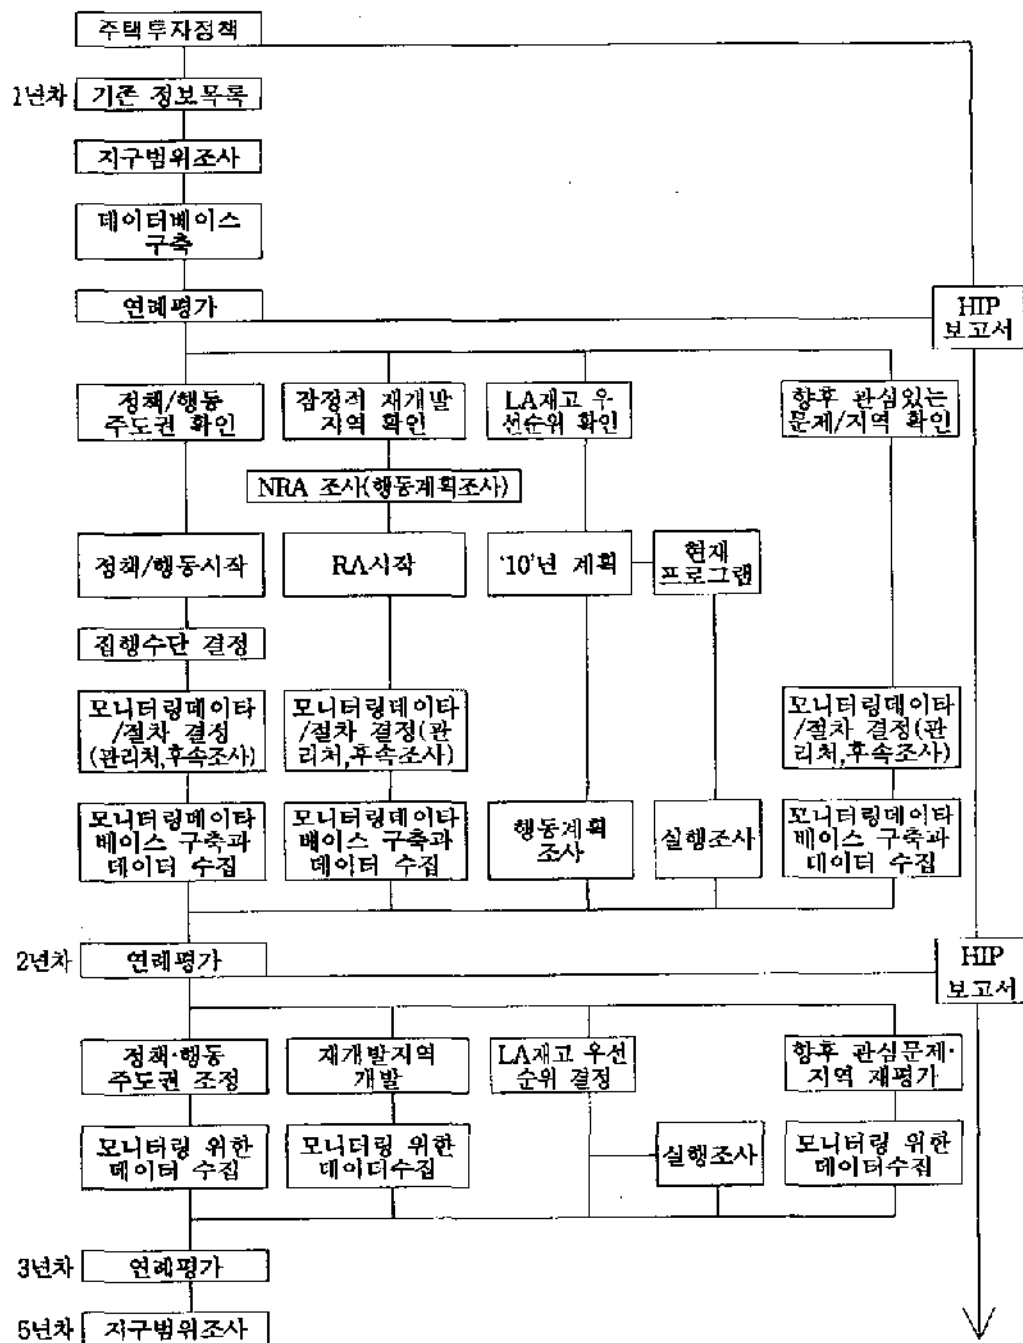 주택투자정책
1년차
기존 정보목록
지구범위조사
데이터베이스
구축
연례평가
HIP
보고서
정책/행동
주도권 확인
잠정적 재개발
지역 확인
LA재고 우
선순위 확인
향후 관심있는
문제/지역 확인
NRA 조사(행동계획조사)
정책/행동시작
RA시작
'10'년 계획
현재
프로그램
집행수단 결정
모니터링데이타
/절차 결정
(관리처,후속조사)
모니터링데이타
/절차 결정(관
리처,후속조사)
모니터링데이타
/절차 결정(관
리처,후속조사)
모니터링데이타
베이스 구축과
데이터 수집
모니터링데이타
베이스 구축과
데이터 수집
행동계획
조사
실행조사
모니터링데이타
베이스 구축과
데이터 수집
2년차
연례평가
HIP
보고서
정책·행동
주도권 조정
재개발지역
개발
LA재고 우선
순위 결정
향후 관심문제·
지역 재평가
모니터링 위한
데이터 수집
모니터링 위한
데이터수집
실행조사
모니터링 위한
데이터수집
3년차
연례평가
5년차
지구범위조사